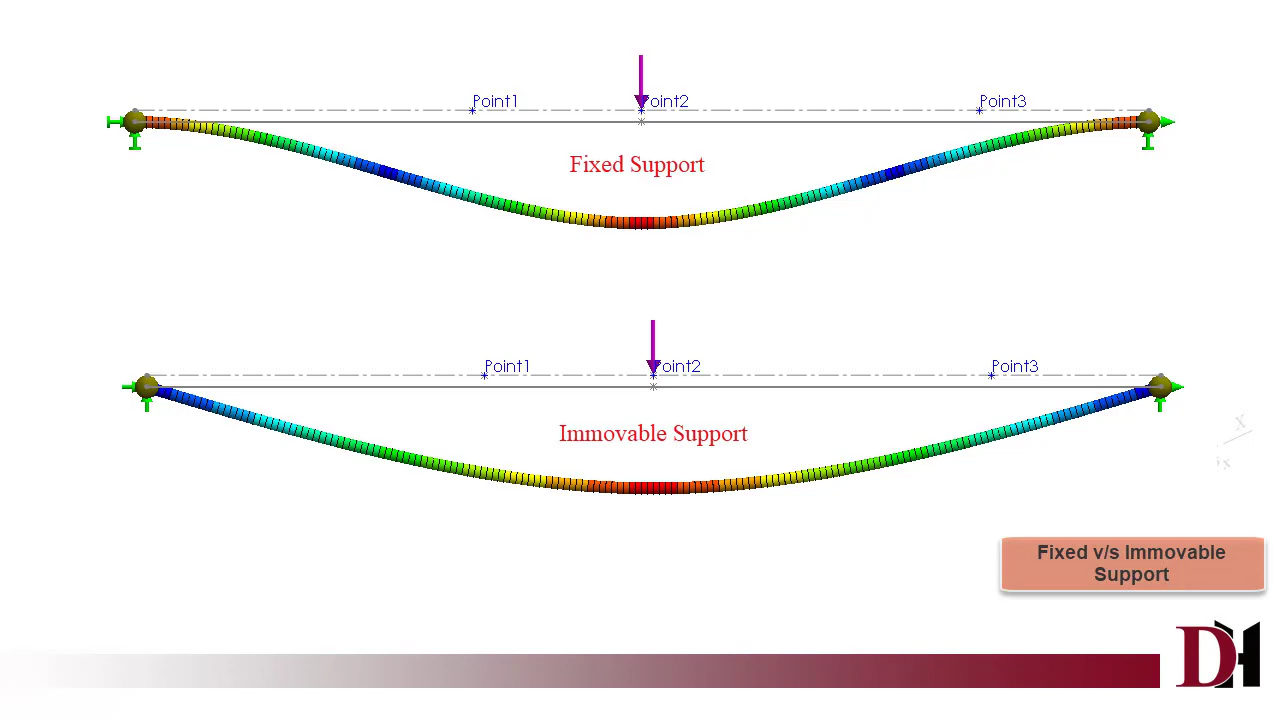 Point1
Point2
Point3
Fixed Support
Point1
Point2
Point3
Immovable Support
X
Fixed v/s Immovable
Support
DH